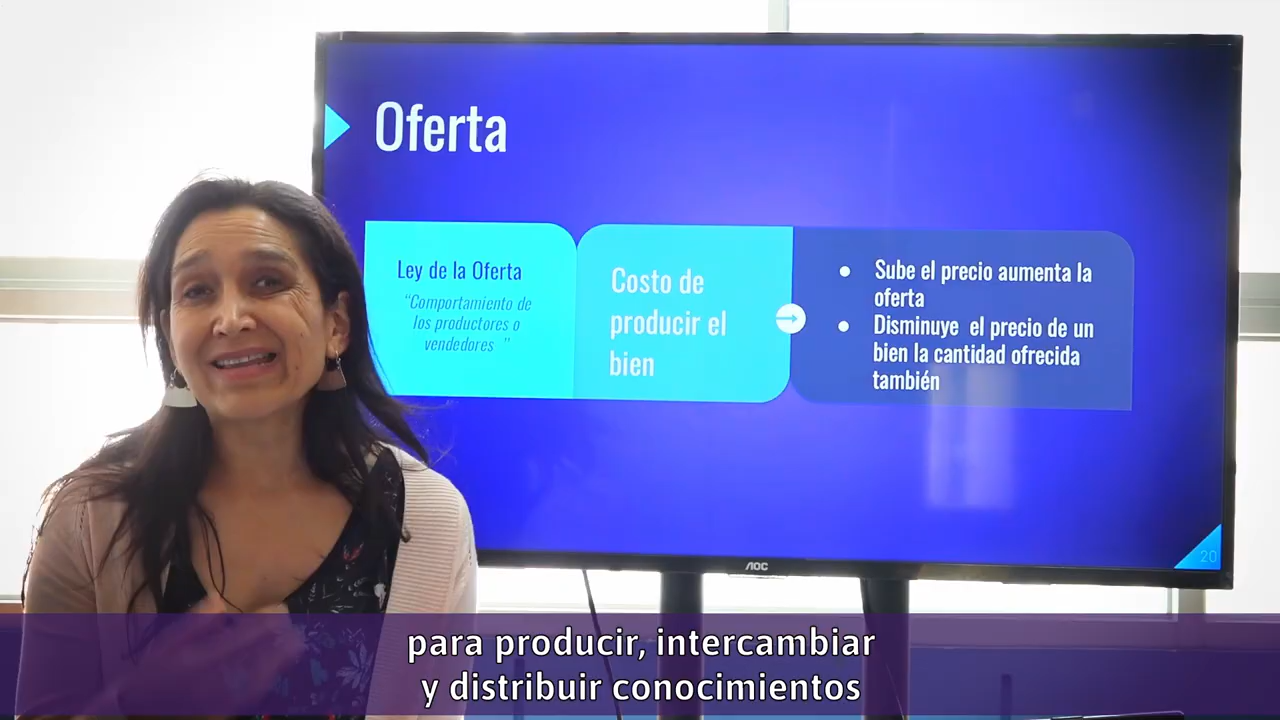 Oferta
Ley de la Oferta
“Comportamiento de
los productores o
vendedores ”
Costo de
producir el
bien
● Sube el precio aumenta la
oferta
● Disminuye el precio de un
bien la cantidad ofrecida
también
20
AOC
para producir, intercambiar
y distribuir conocimientos